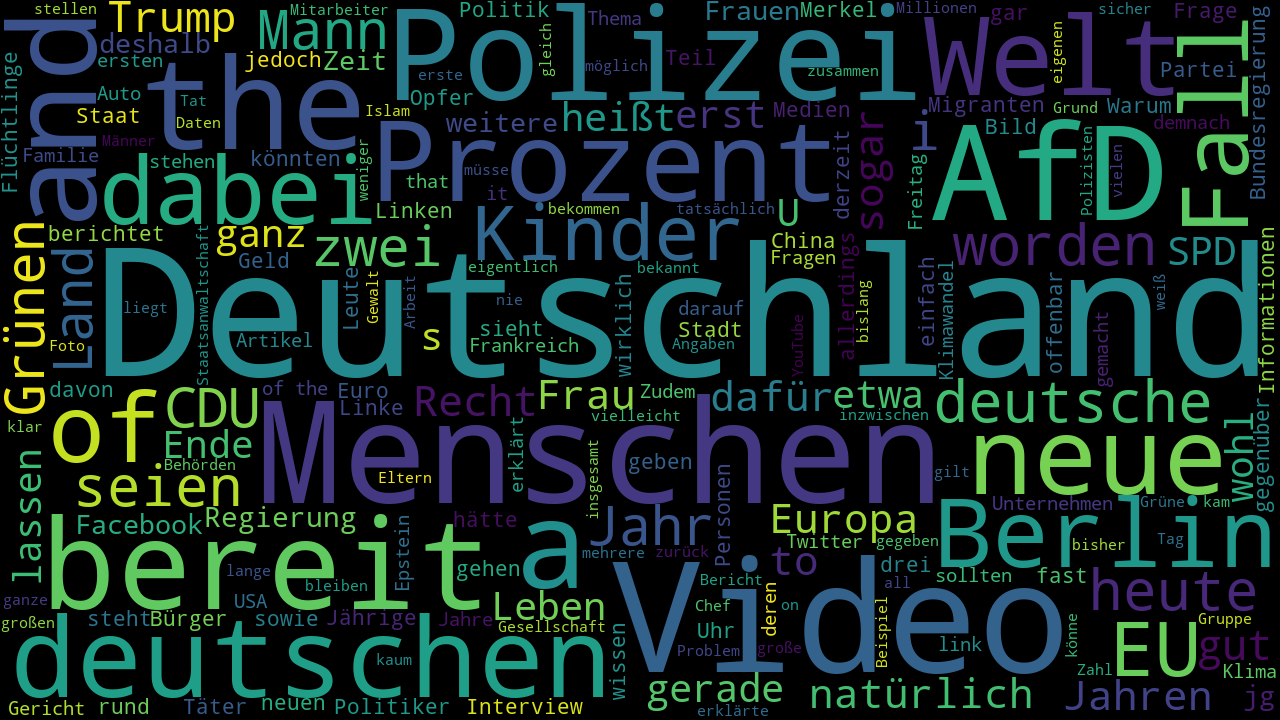 stellen
Trump
Mann
Mitarbeiter
Polizei
Politik
Thema
Frauen
Merkel
Millionen
gar
sicher
Frage
and
deshalb
the
jedoch
Zeit
ersten
erste
gleich
möglich
Teil
zusammen
Welt
eigenen
Partei
Fall
Bundesregierung
Flüchtlinge
Auto
Tat
Staat
Daten
Islam
Opfer
Männer
Familie
weitere
heißt
erst
Medien
Migranten
Grund
Warum
i
Bild
demnach
Prozent
sogar
derzeit
AfD
Polizisten
vielen
Freitag
stehen
könnten
weniger
dabei
müsse
that
it
Linken
bekommen
tatsächlich
U
Kinder
berichtet
ganz
zwei
China
Fragen
worden
SPD
Grünen
Land
Staatsanwaltschaft
Geld
Leute
Gewalt
Arbeit
eigentlich
bekannt
allerdings
bislang
einfach
Klimawandel
offenbar
weiß
Informationen
Deutschland
liegt
nie
darauf
s
sieht
Stadt
Foto
Artikel
Frankreich
wirklich
Angaben
YouTube
gemacht
davon
of the
Euro
Frau
Zudem
dafür
etwa
deutsche
CDU
Linke
Recht
vielleicht
inzwischen
klar
of
Ende
Menschen
erklärt
neue
wohl
gegenüber
Behörden
geben
Eltern
insgesamt
gilt
seien
lassen
Facebook
Regierung
hätte
Jahr
Personen
Europa
Unternehmen
Grüne
kam
Berlin
bereit
a
Epstein
mehrere
zurück
Twitter
gegeben
bisher
Tag
lange
gehen
to
drei
ganze
bleiben
USA
Bericht
all
sollten
fast
heute
großen
steht
Bürger
sowie
Jährige
Jahre
Leben
Gesellschaft
Video
Chef
on
deren
Uhr
Beispiel
link
könne
EU
Gruppe
gut
deutschen
kaum
wissen
Problem
große
Zahl
Klima
Gericht
rund
Täter
neuen
Politiker
Interview
gerade
erklärte
natürlich
Jahren
jg